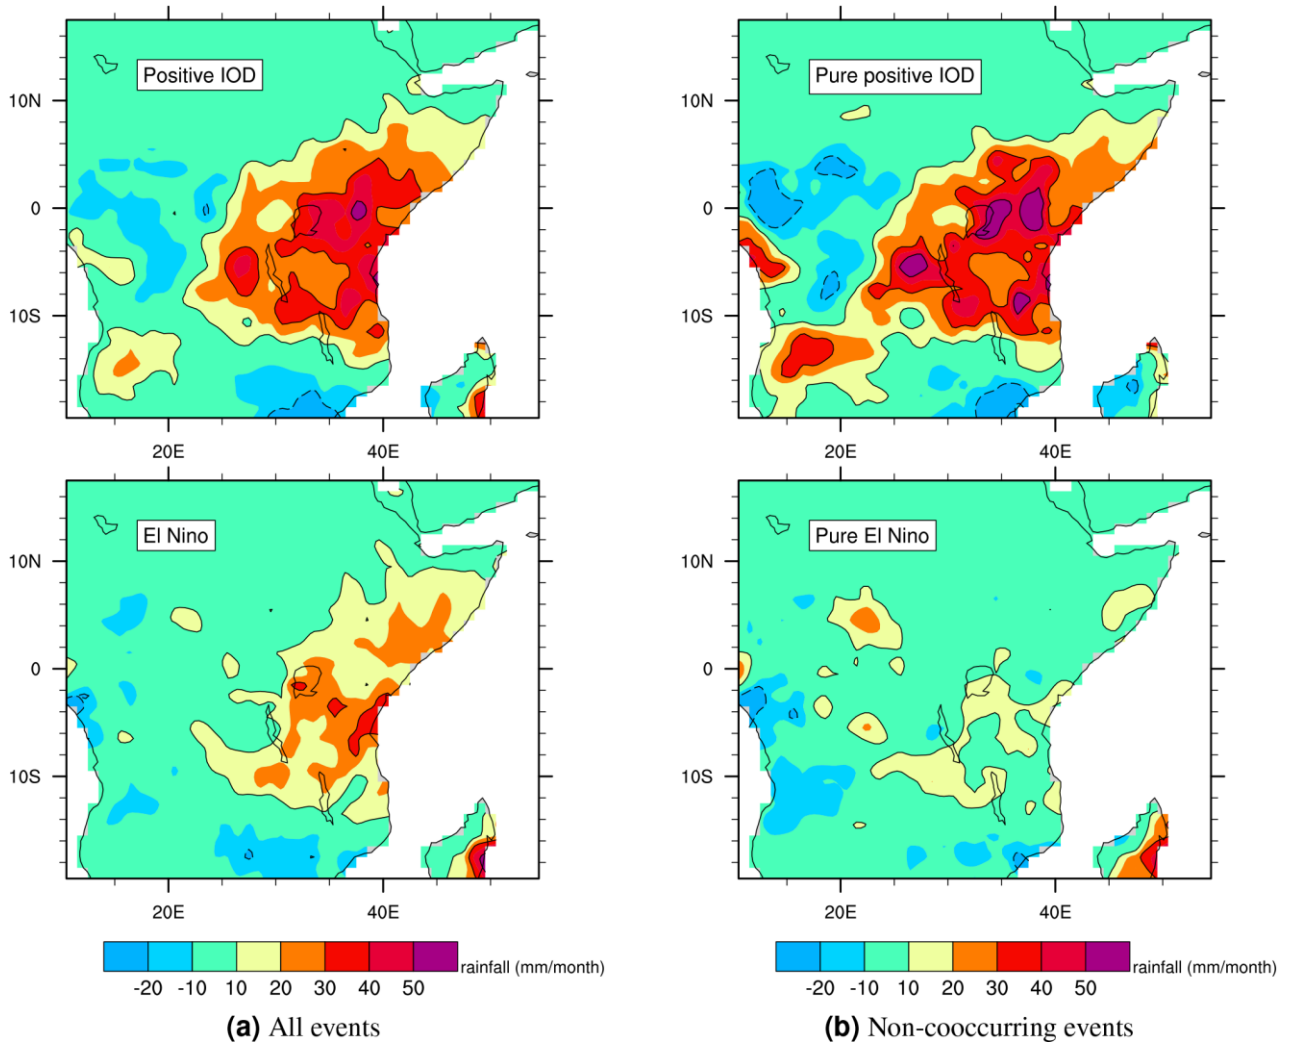 Positive IOD
10N
0
10S
20E
40E
Pure positive IOD
10N
0
10S
20E
40E
El Nino
10N
0
10S
20E
40E
Pure El Nino
10N
0
10S
20E
40E
rainfall (mm/month)
-20 -10 10 20 30 40 50
rainfall (mm/month)
-20 -10 10 20 30 40 50
(a) All events
(b) Non-cooccurring events